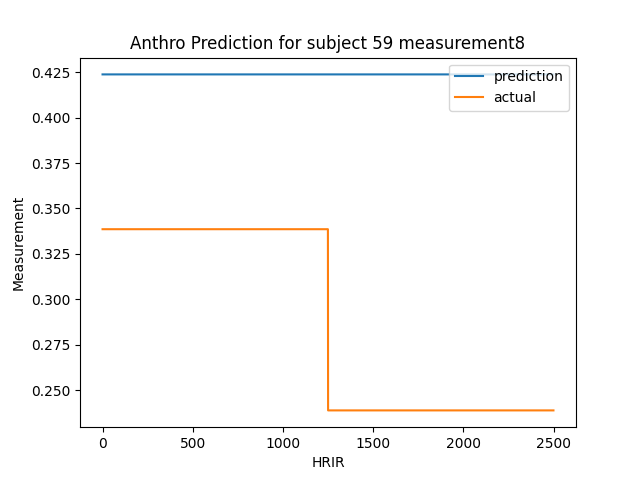 Anthro Prediction for subject 59 measurement8
prediction
actual
0.425
0.400
0.375
0.350
0.325
0.300
0.275
0.250
Measurement
0 500 1000 1500 2000 2500
HRIR